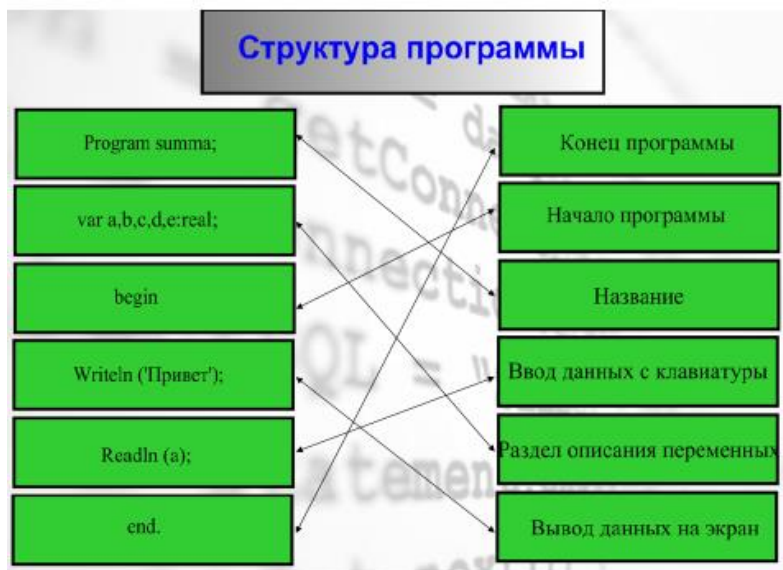 Структура программы
Program summa;
Конец программы
var a,b,c,d,e:real;
Начало программы
begin
Название
Writeln ('Привет');
Ввод данных с клавиатуры
Readln (a);
Раздел описания переменных
end.
Вывод данных на экран